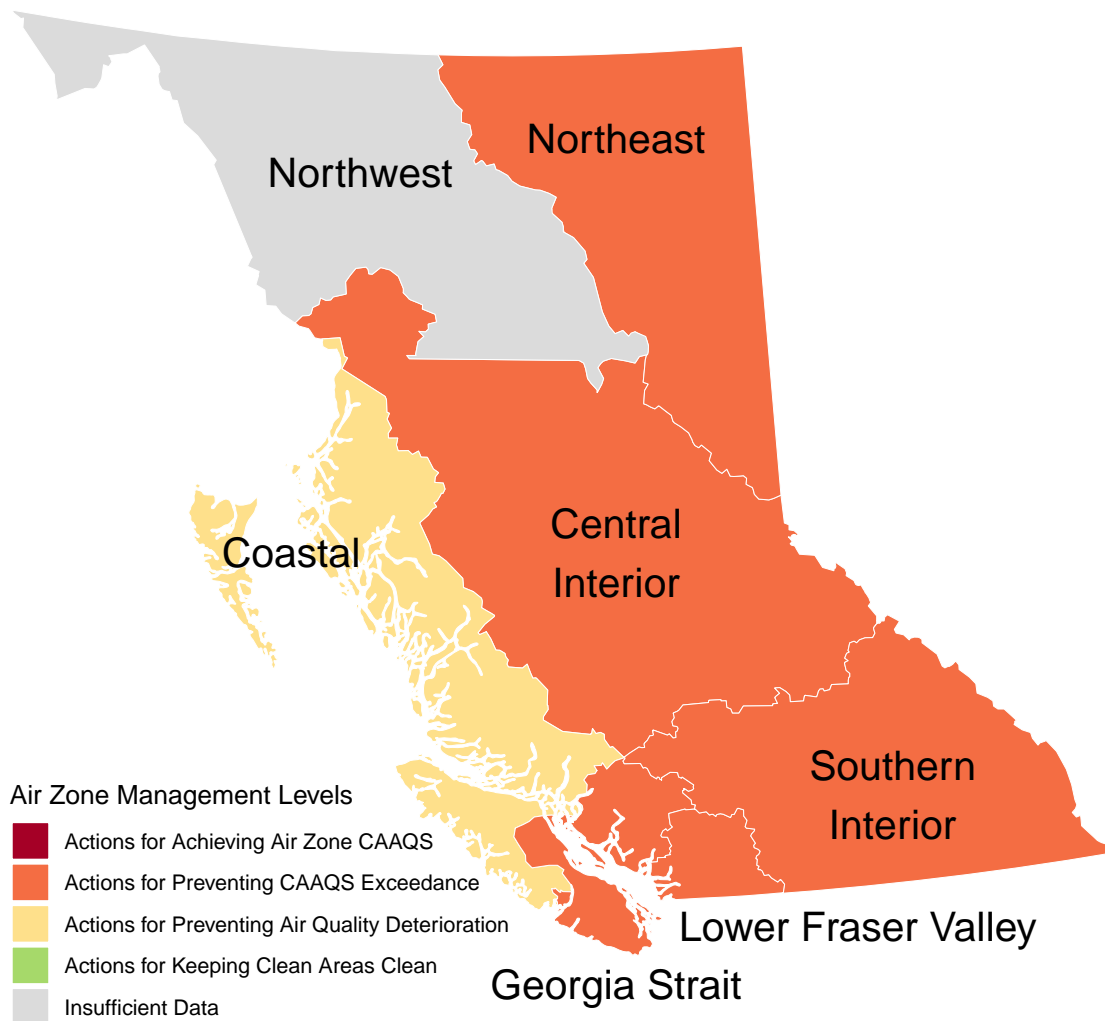 Northeast
Northwest
Central
Interior
Coastal
Southern
Interior
Lower Fraser Valley
Georgia Strait
Air Zone Management Levels
Actions for Achieving Air Zone CAAQS
Actions for Preventing CAAQS Exceedance
Actions for Preventing Air Quality Deterioration
Actions for Keeping Clean Areas Clean
Insufficient Data